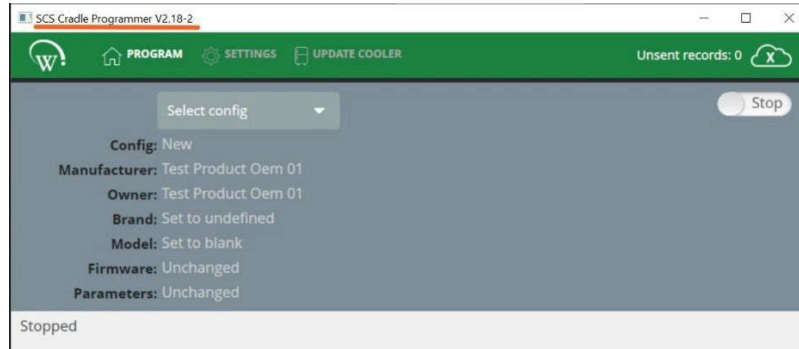 SCS Cradle Programmer V2.18-2
W! PROGRAM SETTINGS UPDATE COOLER Unsent records: 0 X
Select config Stop
Config: New
Manufacturer: Test Product Oem 01
Owner: Test Product Oem 01
Brand: Set to undefined
Model: Set to blank
Firmware: Unchanged
Parameters: Unchanged
Stopped